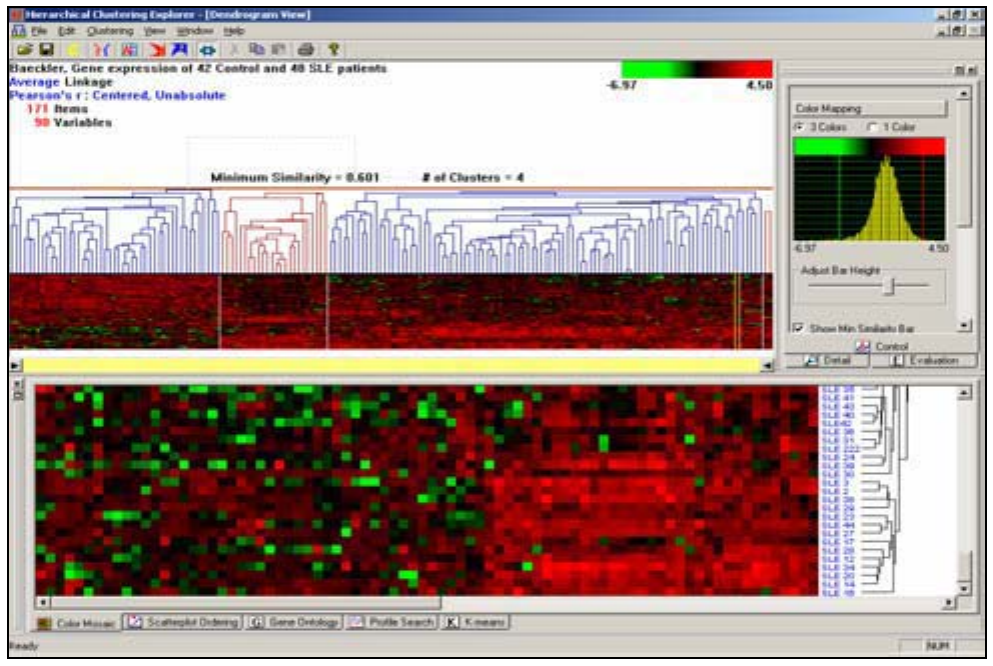 Hierarchical Clustering Explorer - [Dendrogram View]
File Edit Clustering View Window Help
Baeckler, Gene expression of 42 Control and 48 SLE patients
Average Linkage
Pearson's r : Centered, Unabsolute
171 Items
90 Variables
-6.97 4.50
Minimum Similarity = 0.601 # of Clusters = 4
Color Mapping
3 Colors 1 Color
-6.97 4.50
Adjust Bar Height
Show Min Similarity Bar
Control
Detail Evaluation
SLE 41
SLE 43
SLE 40
SLE42
SLE 36
SLE 31
SLE 222
SLE 24
SLE 39
SLE 30
SLE 3
SLE 2
SLE 38
SLE 29
SLE 23
SLE 44
SLE 27
SLE 17
SLE 28
SLE 12
SLE 34
SLE 20
SLE 14
SLE 18
Color Mosaic Scatterplot Ordering Gene Ontology Profile Search K K-means
Ready NUM